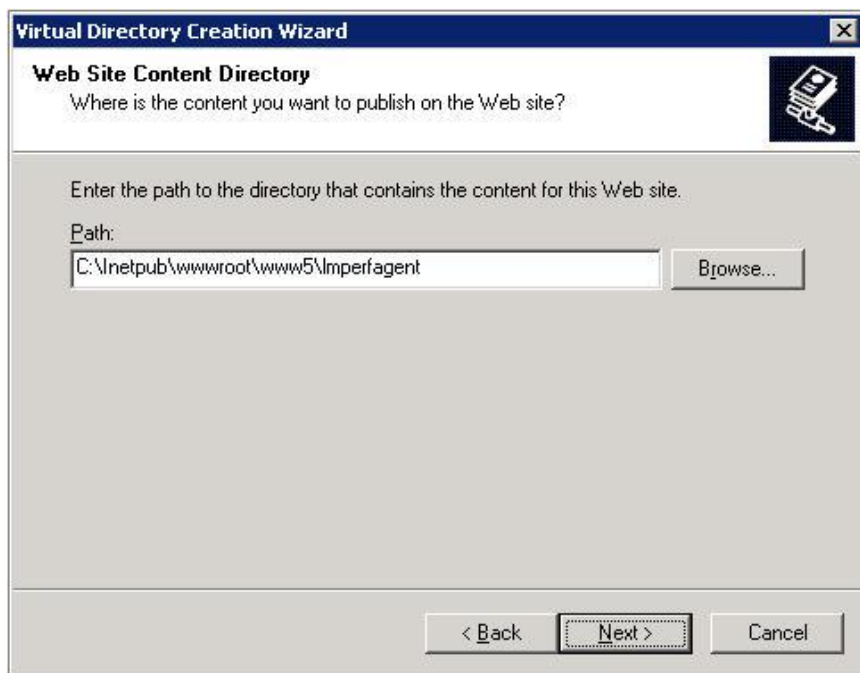 Virtual Directory Creation Wizard
Web Site Content Directory
Where is the content you want to publish on the Web site?
Enter the path to the directory that contains the content for this Web site.
Path:
C:\Inetpub\wwwroot\www5\Imperfagent
Browse...
< Back
Next >
Cancel